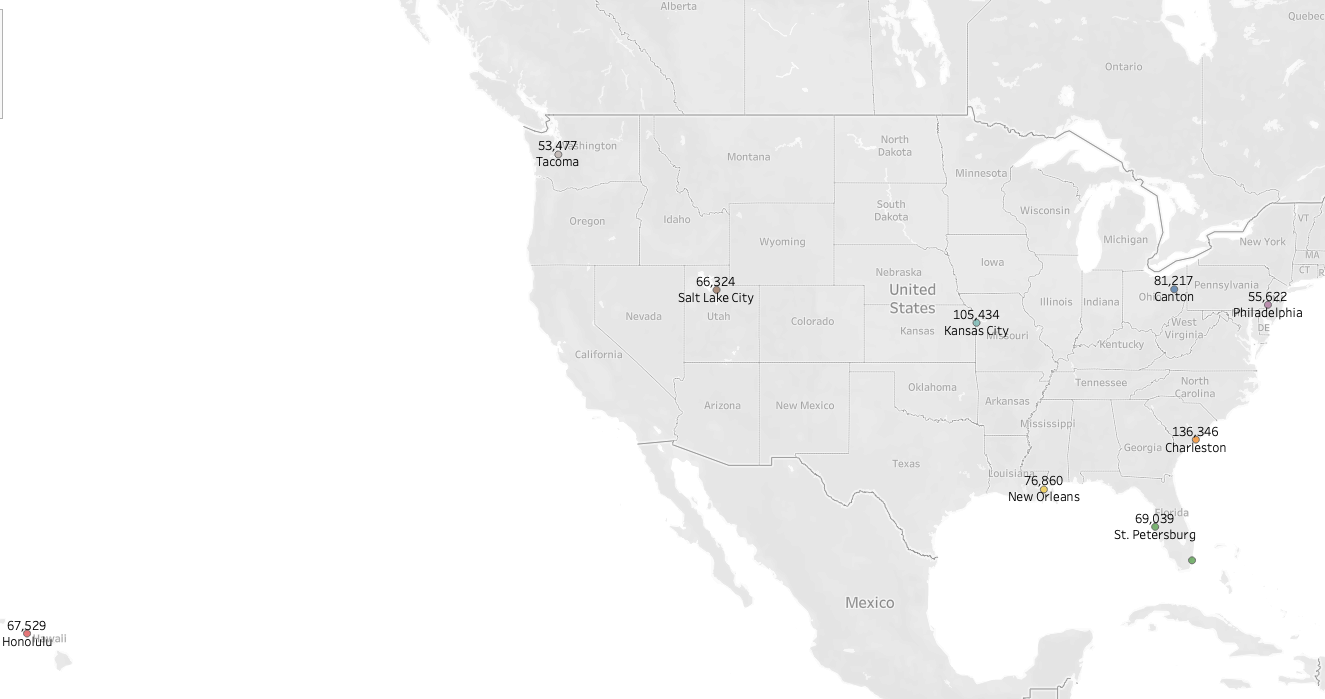 Alberta
Quebec
Ontario
53,477
Washington
Tacoma
Montana
North
Dakota
Minnesota
Oregon
Idaho
South
Dakota
Wisconsin
VT
Wyoming
Michigan
New York
MA
Iowa
CT
Nebraska
66,324
Salt Lake City
United
States
81,217
Canton
Pennsylvania
55,622
Philadelphia
Nevada
Utah
Colorado
105,434
Kansas City
Kansas
Missouri
Illinois
Indiana
West
Virginia
DE
Kentucky
California
Tennessee
North
Carolina
Oklahoma
Arizona
New Mexico
Arkansas
Mississippi
136,346
Charleston
Georgia
Texas
Louisiana
76,860
New Orleans
Florida
69,039
St. Petersburg
Mexico
67,529
Honolulu
Hawaii